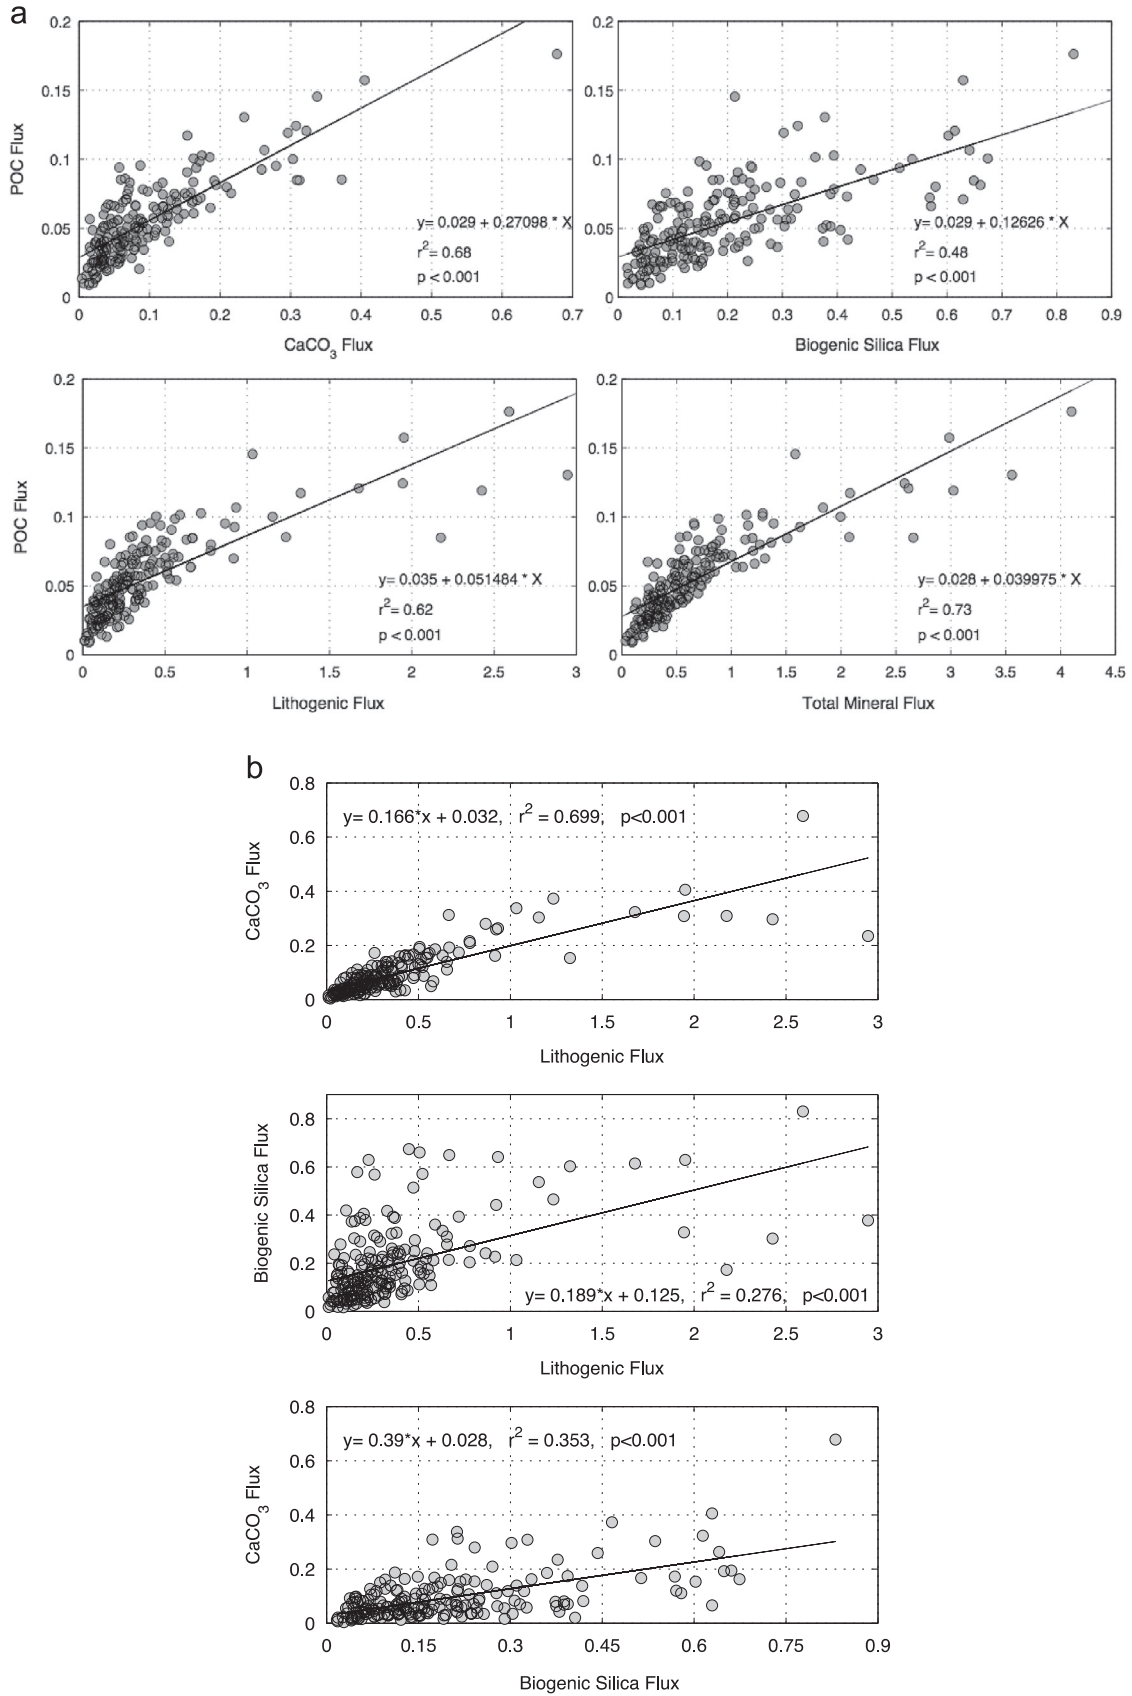 a
0.2
0.15
0.1
0.05
0
POC Flux
y= 0.029 + 0.27098 * X
r2= 0.68
p < 0.001
0 0.1 0.2 0.3 0.4 0.5 0.6 0.7
CaCO3 Flux
0.2
0.15
0.1
0.05
0
y= 0.029 + 0.12626 * X
r2= 0.48
p < 0.001
0 0.1 0.2 0.3 0.4 0.5 0.6 0.7 0.8 0.9
Biogenic Silica Flux
0.2
0.15
0.1
0.05
0
POC Flux
y= 0.035 + 0.051484 * X
r2= 0.62
p < 0.001
0 0.5 1 1.5 2 2.5 3
Lithogenic Flux
0.2
0.15
0.1
0.05
0
y= 0.028 + 0.039975 * X
r2= 0.73
p < 0.001
0 0.5 1 1.5 2 2.5 3 3.5 4 4.5
Total Mineral Flux
b
0.8
0.6
0.4
0.2
0
CaCO3 Flux
y= 0.166*x + 0.032, r2 = 0.699, p<0.001
0 0.5 1 1.5 2 2.5 3
Lithogenic Flux
0.8
0.6
0.4
0.2
0
Biogenic Silica Flux
y= 0.189*x + 0.125, r2 = 0.276, p<0.001
0 0.5 1 1.5 2 2.5 3
Lithogenic Flux
0.8
0.6
0.4
0.2
0
CaCO3 Flux
y= 0.39*x + 0.028, r2 = 0.353, p<0.001
0 0.15 0.3 0.45 0.6 0.75 0.9
Biogenic Silica Flux